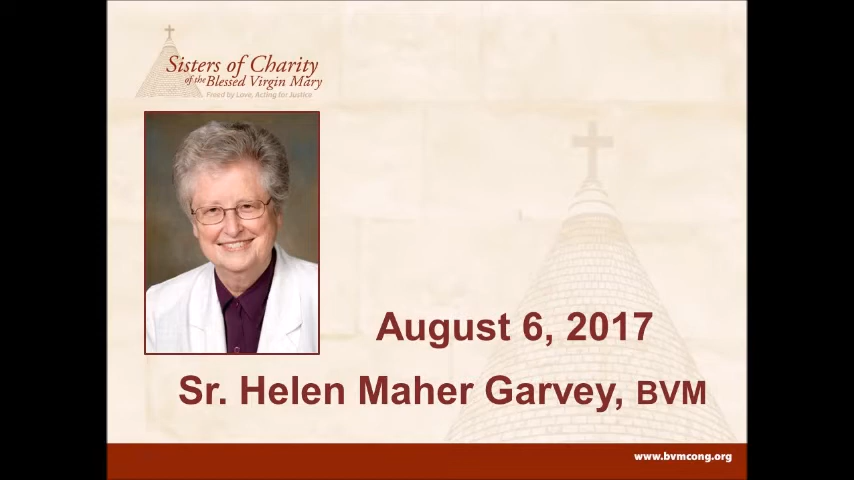 Sisters of Charity
of the Blessed Virgin Mary
Freed by Love, Acting for Justice
August 6, 2017
Sr. Helen Maher Garvey, BVM
www.bvmcong.org